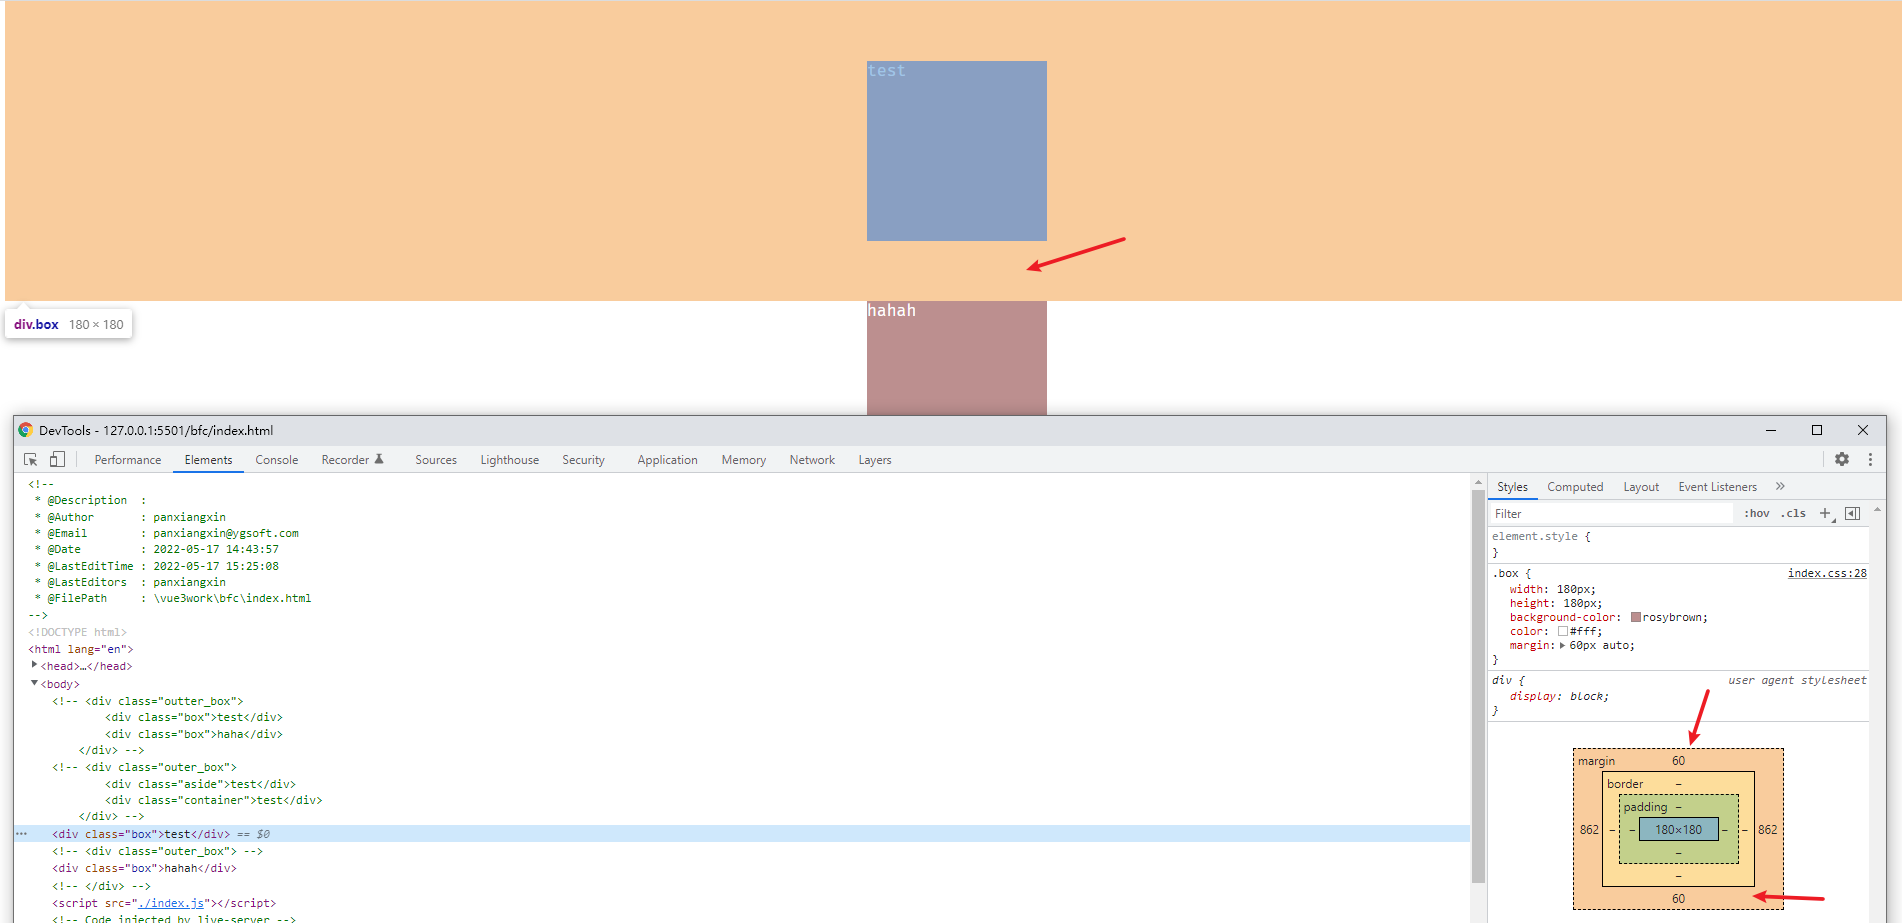 test
hahah
div.box 180 × 180
DevTools - 127.0.0.1:5501/bfc/index.html
Performance Elements Console Recorder Sources Lighthouse Security Application Memory Network Layers
<!--
* @Description :
* @Author : panxiangxin
* @Email : panxiangxin@ygsoft.com
* @Date : 2022-05-17 14:43:57
* @LastEditTime : 2022-05-17 15:25:08
* @LastEditors : panxiangxin
* @FilePath : \vue3work\bfc\index.html
-->
<!DOCTYPE html>
<html lang="en">
<head>…</head>
<body>
<!-- <div class="outter_box">
<div class="box">test</div>
<div class="box">haha</div>
</div> -->
<!-- <div class="outer_box">
<div class="aside">test</div>
<div class="container">test</div>
</div> -->
<div class="box">test</div> == $0
<!-- <div class="outer_box"> -->
<div class="box">hahah</div>
<!-- </div> -->
<script src="./index.js"></script>
<!-- Code injected by live-server -->
Styles Computed Layout Event Listeners »
Filter :hov .cls +
element.style {
}
.box { index.css:28
width: 180px;
height: 180px;
background-color: rosybrown;
color: #fff;
margin: 60px auto;
}
div { user agent stylesheet
display: block;
}
margin 60
border –
padding –
862 – – 180×180 – – 862
–
–
60